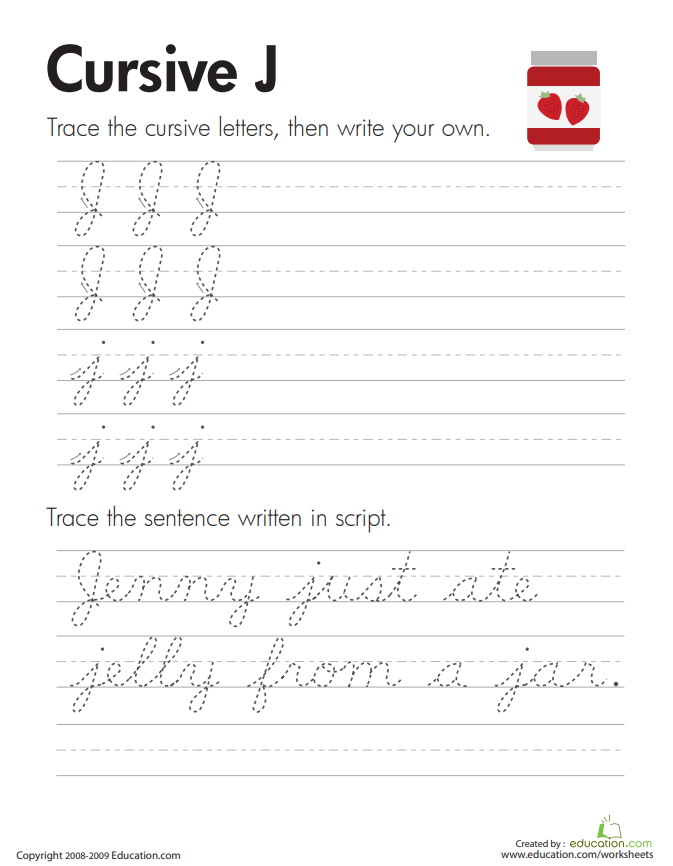 Cursive J
Trace the cursive letters, then write your own.
J J J
J J J
j j j
j j j
Trace the sentence written in script.
Jenny just ate
jelly from a jar.
Created by : education.com
Copyright 2008-2009 Education.com
www.education.com/worksheets